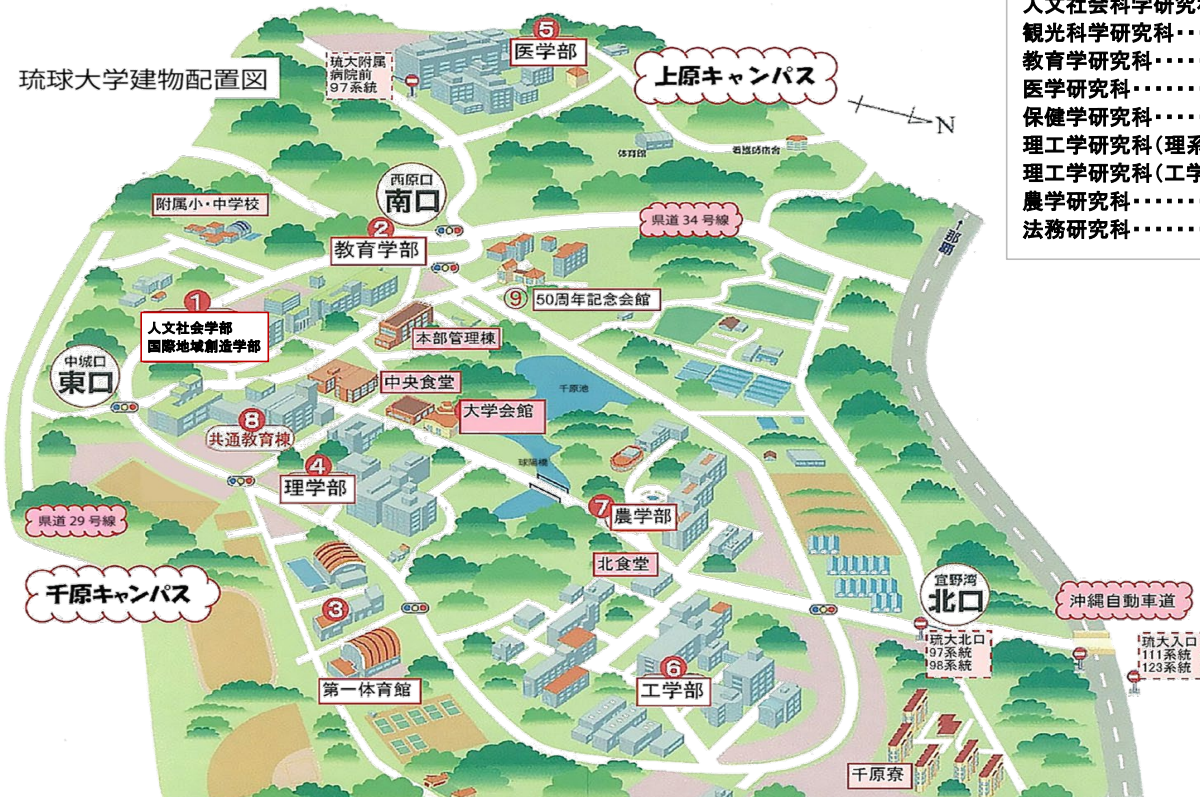 琉球大学建物配置図
⑤
医学部
琉大附属
病院前
97系統
上原キャンパス
N
体育館
看護師宿舎
西原口
南口
附属小・中学校
②
教育学部
県道34号線
↑那覇
⑨
50周年記念会館
①
人文社会学部
国際地域創造学部
本部管理棟
中城口
東口
中央食堂
千原池
大学会館
⑧
共通教育棟
④
理学部
球陽橋
⑦
農学部
県道29号線
北食堂
千原キャンパス
③
宜野湾
北口
沖縄自動車道
琉大北口
97系統
98系統
琉大入口
111系統
123系統
第一体育館
⑥
工学部
千原寮
人文社会科学研究
観光科学研究科‥‥
教育学研究科‥‥‥
医学研究科‥‥‥‥
保健学研究科‥‥‥
理工学研究科(理系
理工学研究科(工学
農学研究科‥‥‥‥
法務研究科‥‥‥‥